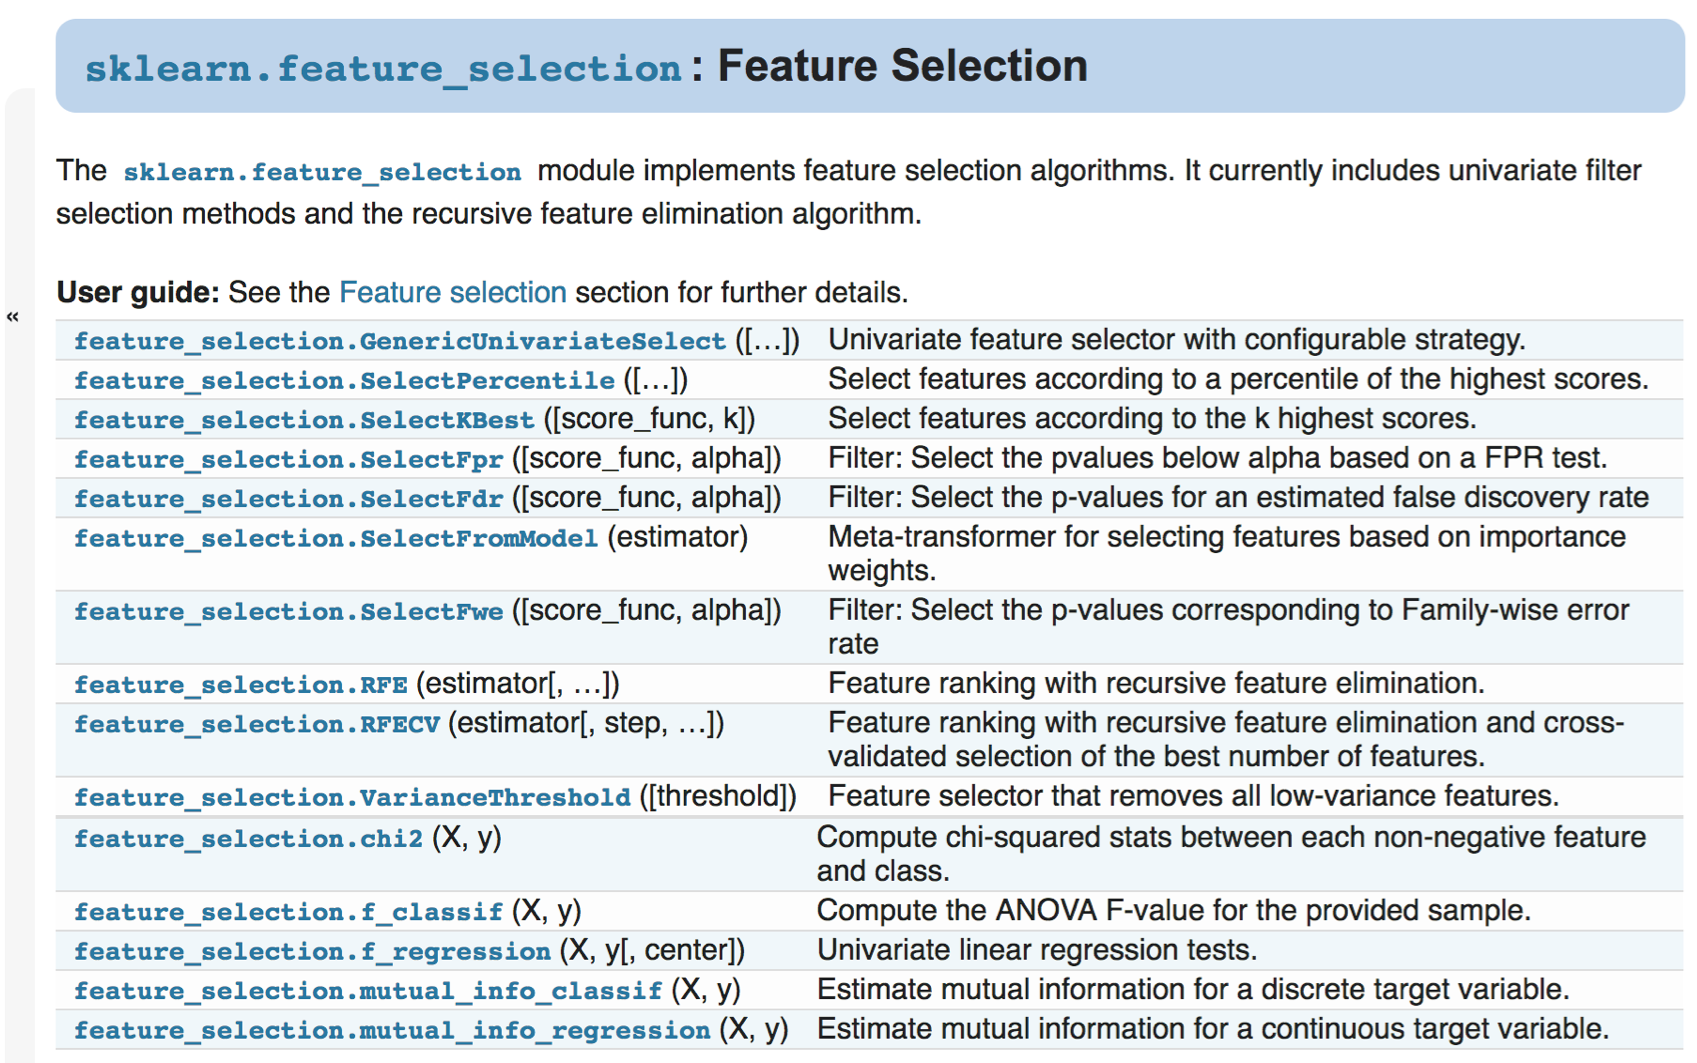 sklearn.feature_selection: Feature Selection
The sklearn.feature_selection module implements feature selection algorithms. It currently includes univariate filter
selection methods and the recursive feature elimination algorithm.
User guide: See the Feature selection section for further details.
«
feature_selection.GenericUnivariateSelect ([…]) Univariate feature selector with configurable strategy.
feature_selection.SelectPercentile ([…]) Select features according to a percentile of the highest scores.
feature_selection.SelectKBest ([score_func, k]) Select features according to the k highest scores.
feature_selection.SelectFpr ([score_func, alpha]) Filter: Select the pvalues below alpha based on a FPR test.
feature_selection.SelectFdr ([score_func, alpha]) Filter: Select the p-values for an estimated false discovery rate
feature_selection.SelectFromModel (estimator) Meta-transformer for selecting features based on importance
weights.
feature_selection.SelectFwe ([score_func, alpha]) Filter: Select the p-values corresponding to Family-wise error
rate
feature_selection.RFE (estimator[, …]) Feature ranking with recursive feature elimination.
feature_selection.RFECV (estimator[, step, …]) Feature ranking with recursive feature elimination and cross-
validated selection of the best number of features.
feature_selection.VarianceThreshold ([threshold]) Feature selector that removes all low-variance features.
feature_selection.chi2 (X, y) Compute chi-squared stats between each non-negative feature
and class.
feature_selection.f_classif (X, y) Compute the ANOVA F-value for the provided sample.
feature_selection.f_regression (X, y[, center]) Univariate linear regression tests.
feature_selection.mutual_info_classif (X, y) Estimate mutual information for a discrete target variable.
feature_selection.mutual_info_regression (X, y) Estimate mutual information for a continuous target variable.